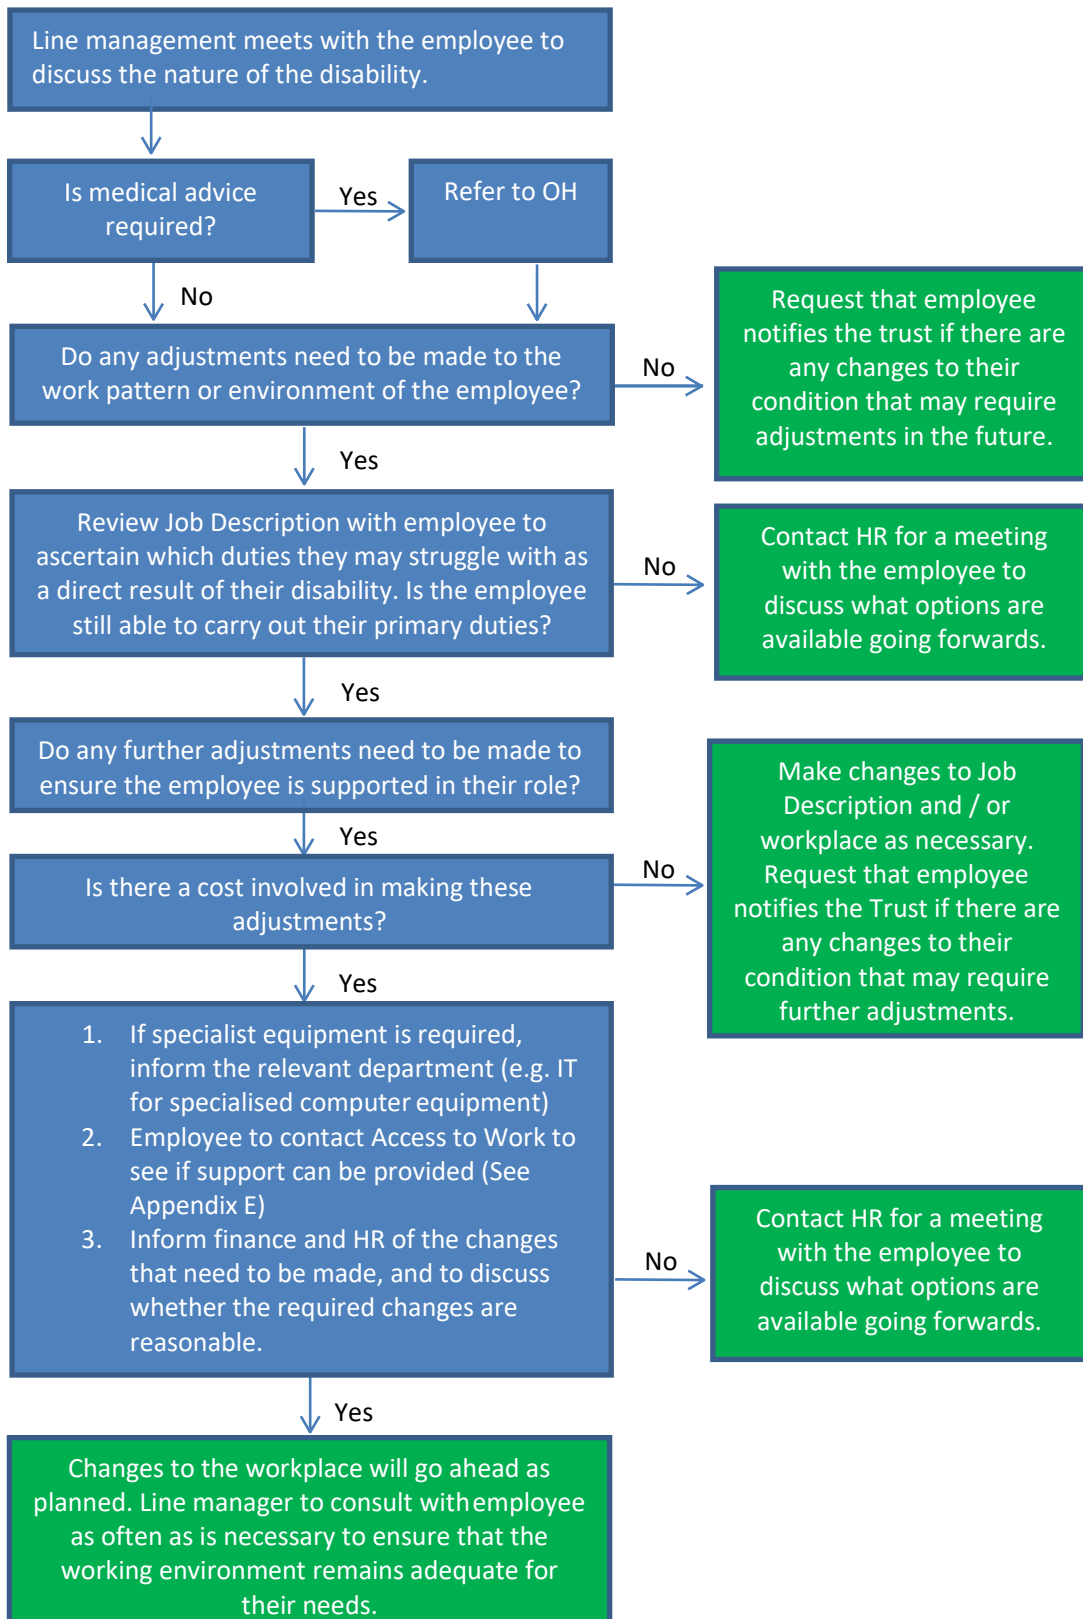 Line management meets with the employee to
discuss the nature of the disability.
Is medical advice
required?
Yes
Refer to OH
No
Do any adjustments need to be made to the
work pattern or environment of the employee?
No
Request that employee
notifies the trust if there are
any changes to their
condition that may require
adjustments in the future.
Yes
Review Job Description with employee to
ascertain which duties they may struggle with as
a direct result of their disability. Is the employee
still able to carry out their primary duties?
No
Contact HR for a meeting
with the employee to
discuss what options are
available going forwards.
Yes
Do any further adjustments need to be made to
ensure the employee is supported in their role?
Yes
Is there a cost involved in making these
adjustments?
No
Make changes to Job
Description and / or
workplace as necessary.
Request that employee
notifies the Trust if there are
any changes to their
condition that may require
further adjustments.
Yes
1. If specialist equipment is required,
inform the relevant department (e.g. IT
for specialised computer equipment)
2. Employee to contact Access to Work to
see if support can be provided (See
Appendix E)
3. Inform finance and HR of the changes
that need to be made, and to discuss
whether the required changes are
reasonable.
No
Contact HR for a meeting
with the employee to
discuss what options are
available going forwards.
Yes
Changes to the workplace will go ahead as
planned. Line manager to consult with employee
as often as is necessary to ensure that the
working environment remains adequate for
their needs.